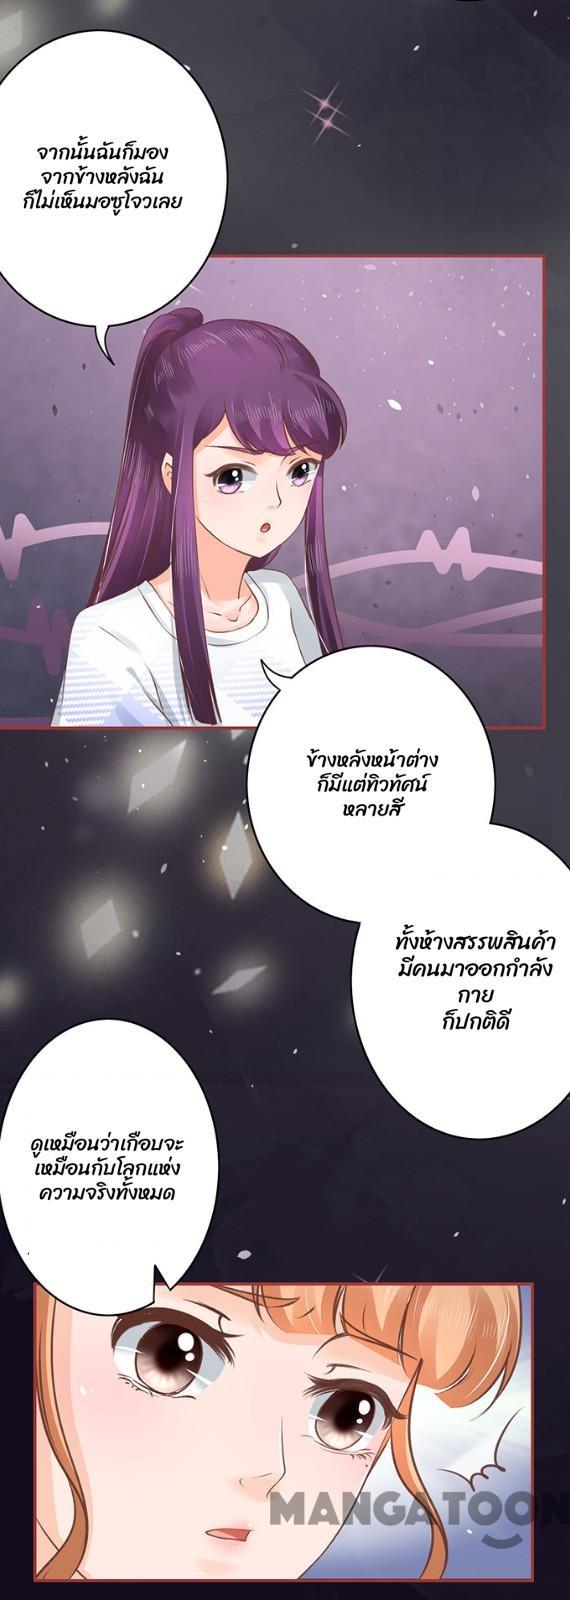 จากนั้นฉันก็มอง
จากข้างหลังฉัน
ก็ไม่เห็นมอซูโจวเลย
ข้างหลังหน้าต่าง
ก็มีแต่ทิวทัศน์
หลายสี
ทั้งห้างสรรพสินค้า
มีคนมาออกกำลัง
กาย
ก็ปกติดี
ดูเหมือนว่าเกือบจะ
เหมือนกับโลกแห่ง
ความจริงทั้งหมด
MANGATOON